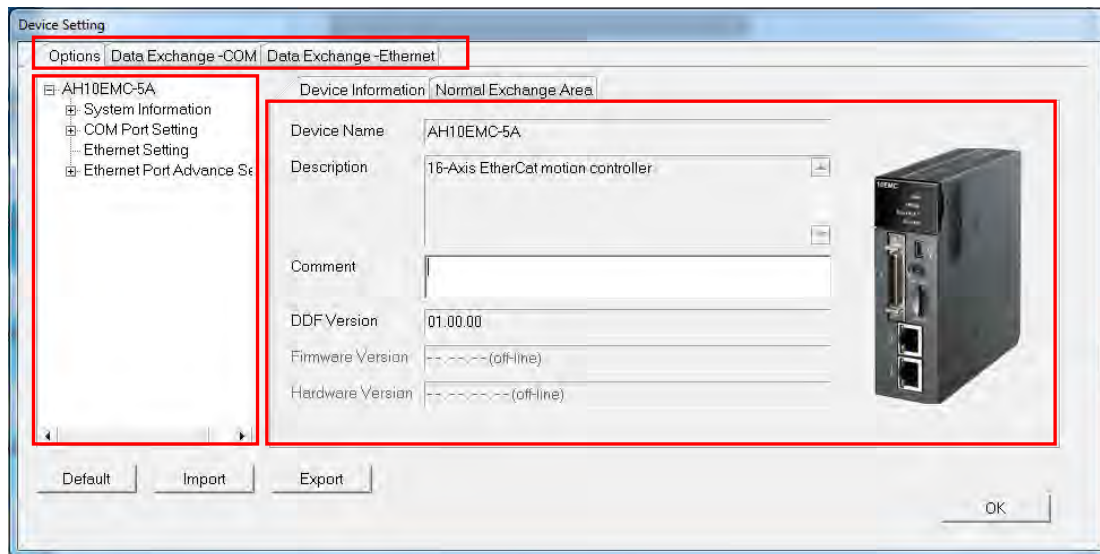 Device Setting
Options Data Exchange -COM Data Exchange -Ethernet
AH10EMC-5A
System Information
COM Port Setting
Ethernet Setting
Ethernet Port Advance Se
Device Information Normal Exchange Area
Device Name AH10EMC-5A
Description 16-Axis EtherCat motion controller
Comment
DDF Version 01.00.00
Firmware Version --.--.--(off-line)
Hardware Version --.--.--.--(off-line)
10EMC
Default Import Export
OK